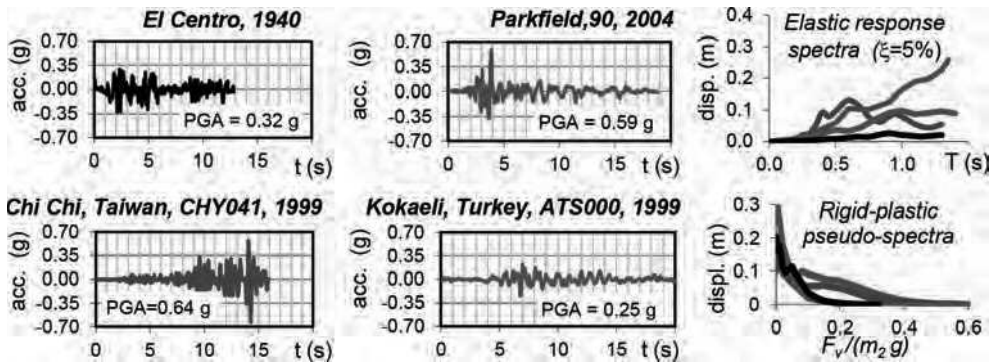 El Centro, 1940
acc. (g)
0.70
0.35
0.00
-0.35
-0.70
PGA = 0.32 g
0 5 10 15
t (s)
Parkfield,90, 2004
acc. (g)
0.70
0.35
0.00
-0.35
-0.70
PGA = 0.59 g
0 5 10 15
t (s)
Elastic response
spectra (ξ=5%)
disp. (m)
0.4
0.3
0.2
0.1
0.0
0.0 0.5 1.0 T (s)
Chi Chi, Taiwan, CHY041, 1999
acc. (g)
0.70
0.35
0.00
-0.35
-0.70
PGA=0.64 g
0 5 10 15
t (s)
Kokaeli, Turkey, ATS000, 1999
acc. (g)
0.70
0.35
0.00
-0.35
-0.70
PGA = 0.25 g
0 5 10 15
t (s)
Rigid-plastic
pseudo-spectra
displ. (m)
0.3
0.2
0.1
0
0 0.2 0.4 0.6
Fy/(m2 g)